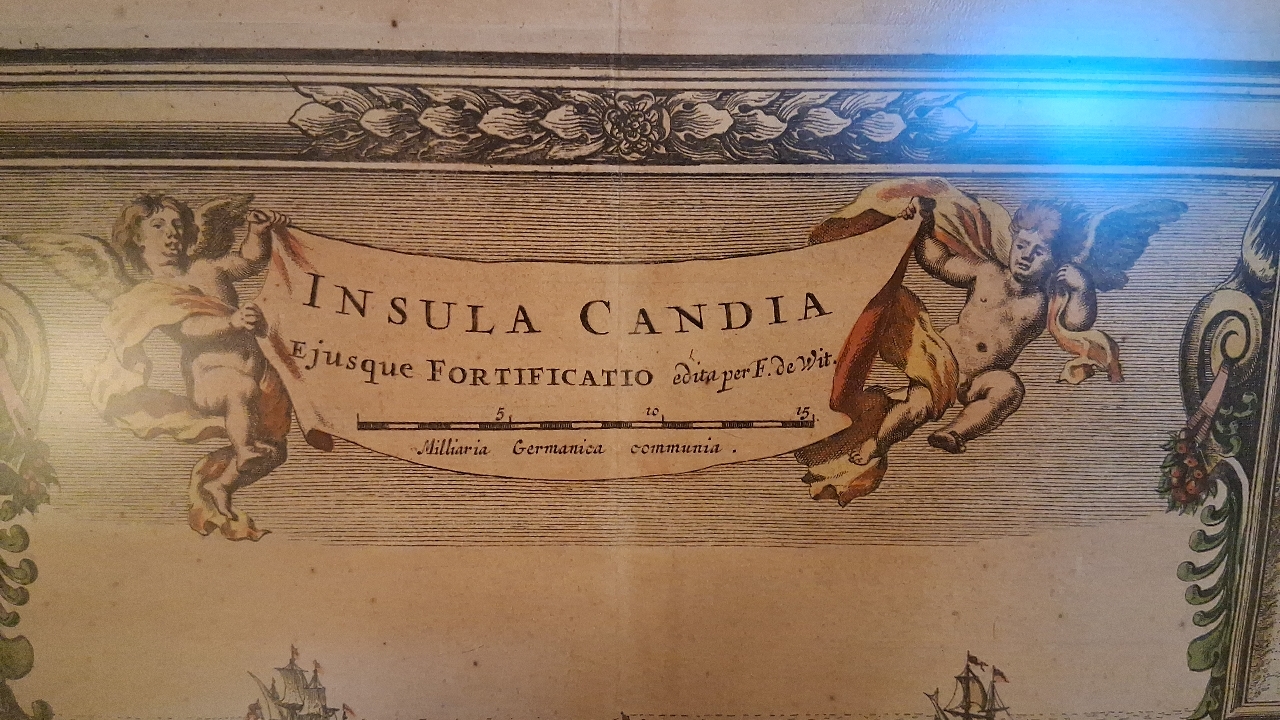 INSULA CANDIA
Ejusque FORTIFICATIO edita per F. de Wit.
5 10 15
Milliaria Germanica communia.